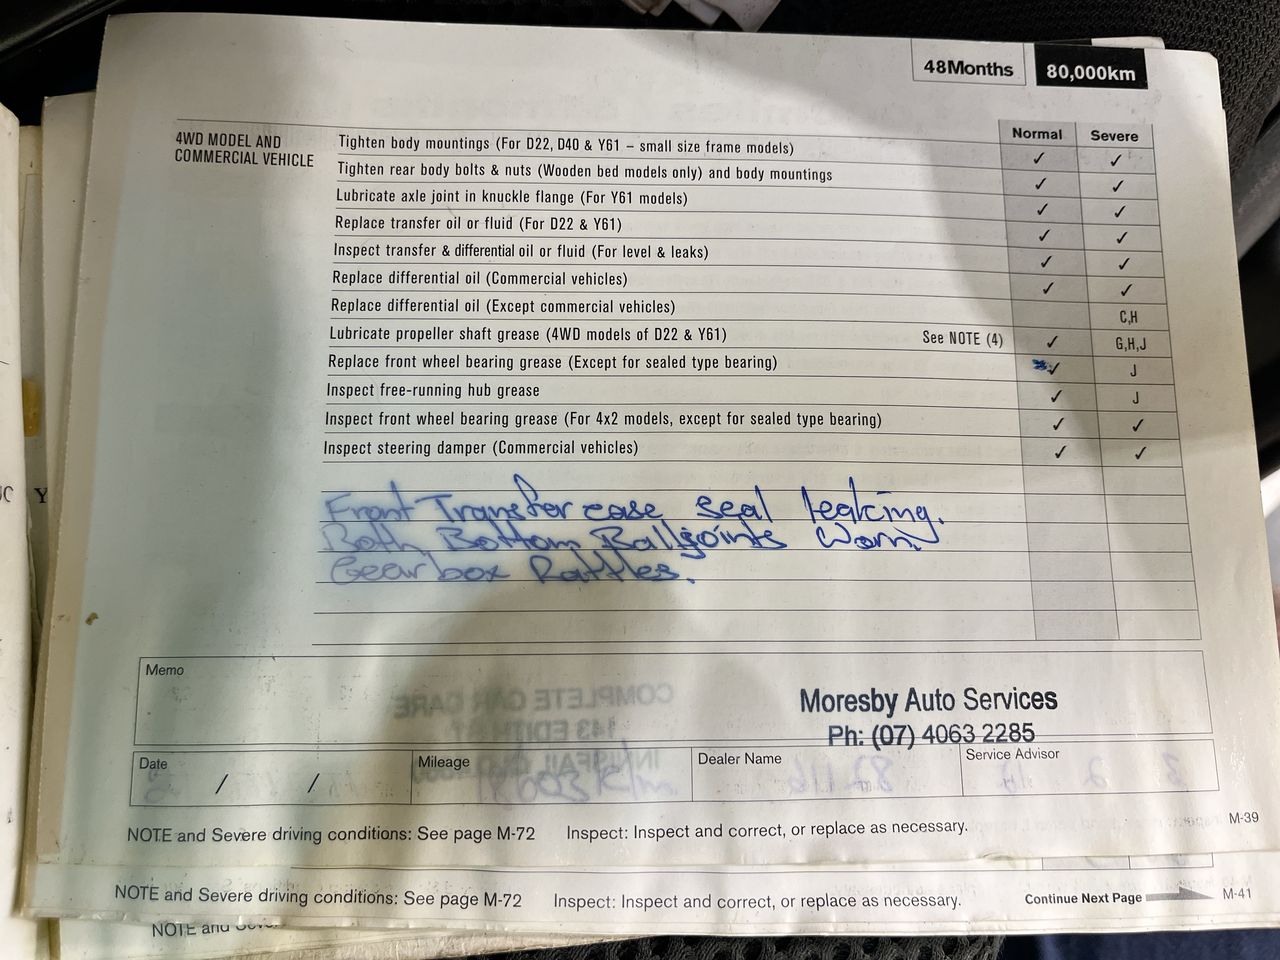 48Months 80,000km
Normal Severe
4WD MODEL AND
COMMERCIAL VEHICLE
Tighten body mountings (For D22, D40 & Y61 – small size frame models) ✓ ✓
Tighten rear body bolts & nuts (Wooden bed models only) and body mountings ✓ ✓
Lubricate axle joint in knuckle flange (For Y61 models) ✓ ✓
Replace transfer oil or fluid (For D22 & Y61) ✓ ✓
Inspect transfer & differential oil or fluid (For level & leaks) ✓ ✓
Replace differential oil (Commercial vehicles) ✓ ✓
Replace differential oil (Except commercial vehicles) C,H
Lubricate propeller shaft grease (4WD models of D22 & Y61) See NOTE (4) ✓ G,H,J
Replace front wheel bearing grease (Except for sealed type bearing) ✓ J
Inspect free-running hub grease ✓ J
Inspect front wheel bearing grease (For 4x2 models, except for sealed type bearing) ✓ ✓
Inspect steering damper (Commercial vehicles) ✓ ✓
Front Transfer case seal leaking.
Both Bottom Balljoints Worn
Gearbox Rattles.
Memo
COMPLETE CAR CARE
143 EDITH ST
Moresby Auto Services
Ph: (07) 4063 2285
Date / / Mileage Dealer Name Service Advisor
NOTE and Severe driving conditions: See page M-72 Inspect: Inspect and correct, or replace as necessary. M-39
NOTE and Severe driving conditions: See page M-72 Inspect: Inspect and correct, or replace as necessary. Continue Next Page M-41
NOTE and